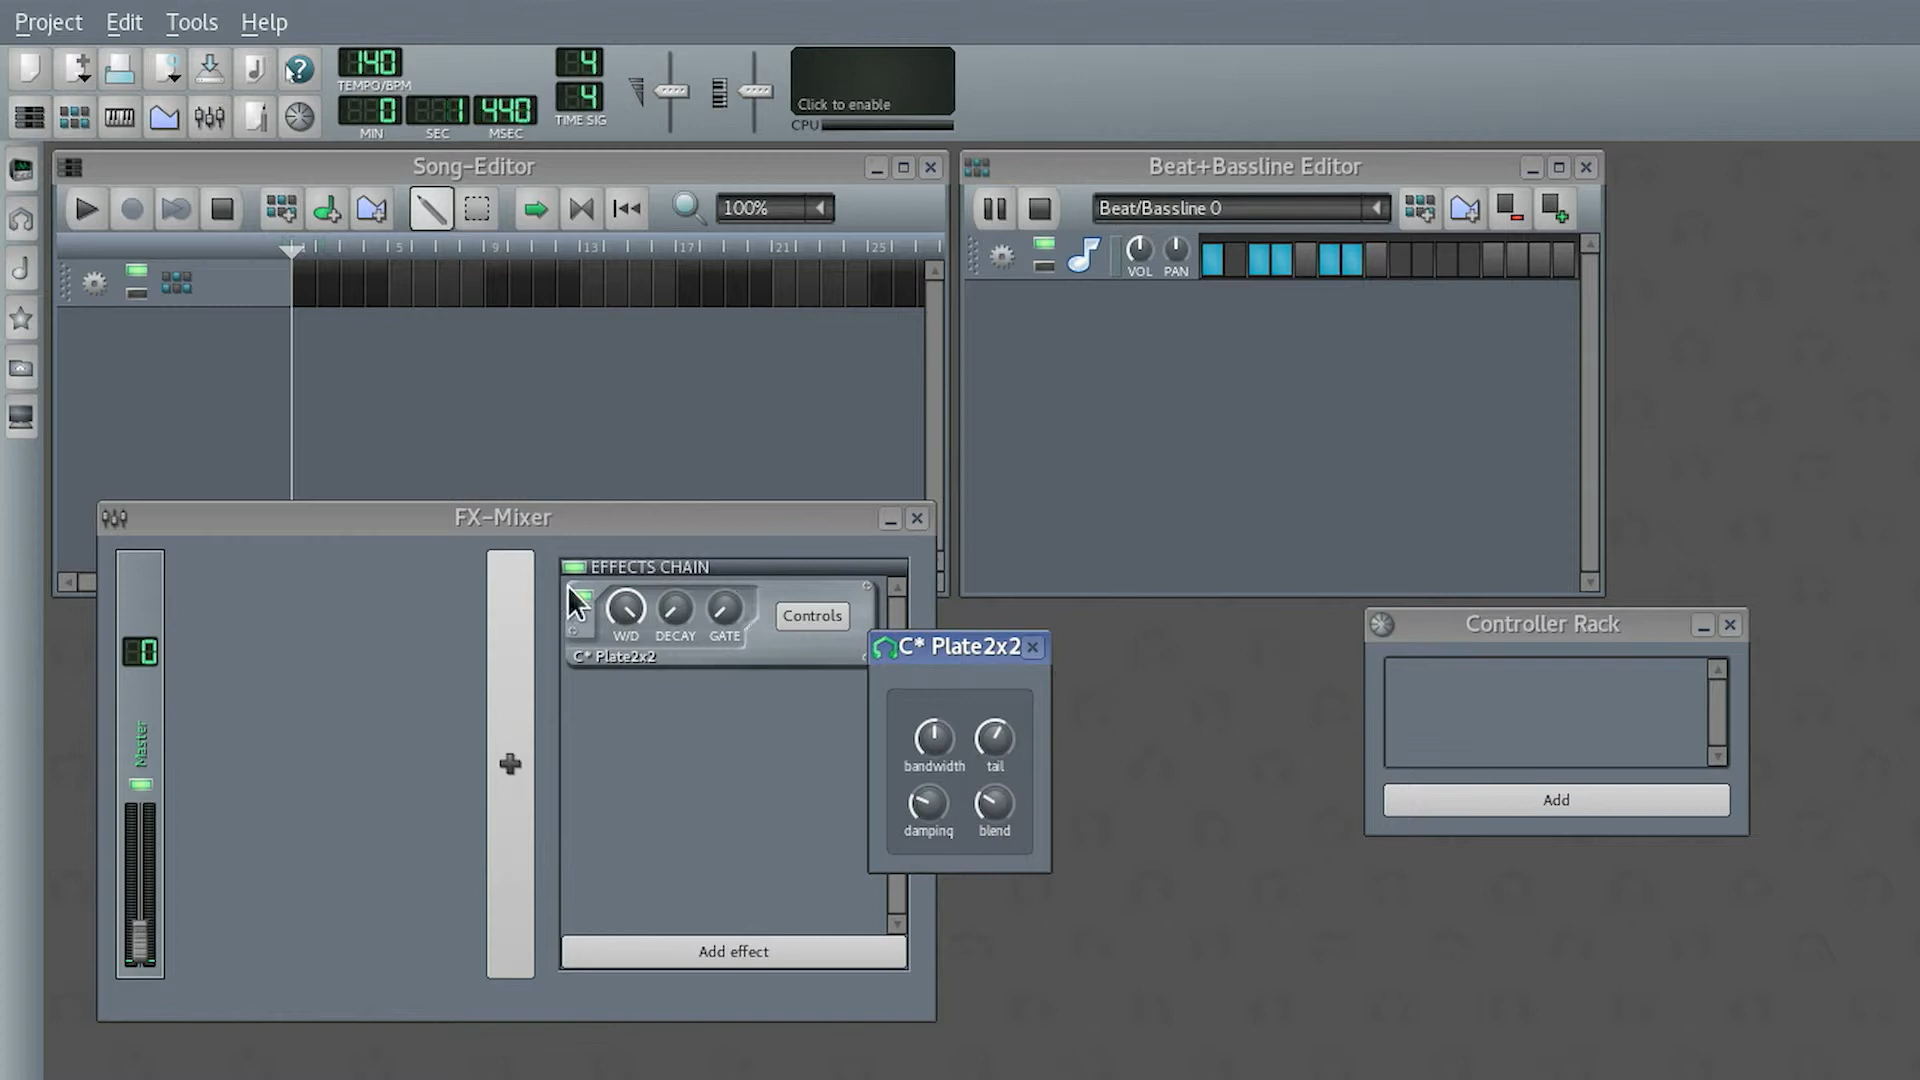 Project Edit Tools Help
140
TEMPO/BPM
0 1 440
MIN SEC MSEC
4
4
TIME SIG
Click to enable
CPU
Song-Editor
100%
5 9 13 17 21 25
Beat+Bassline Editor
Beat/Bassline 0
VOL PAN
FX-Mixer
0
Master
EFFECTS CHAIN
W/D DECAY GATE
Controls
C* Plate2x2
Add effect
C* Plate2x2
bandwidth tail
damping blend
Controller Rack
Add